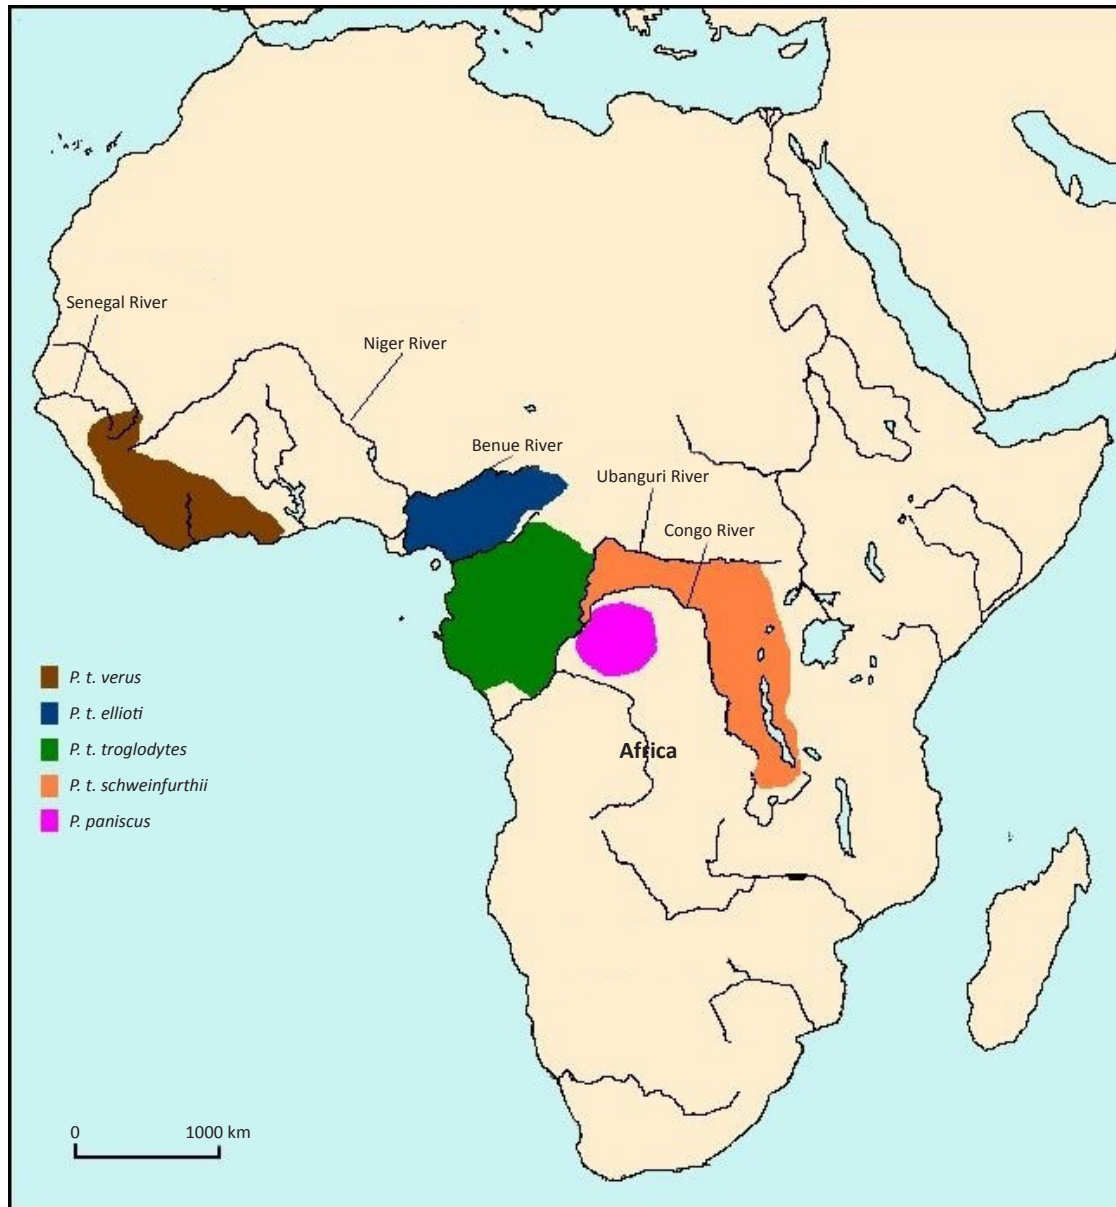 Senegal River
Niger River
Benue River
Ubanguri River
Congo River
P. t. verus
P. t. ellioti
P. t. troglodytes
Africa
P. t. schweinfurthii
P. paniscus
0 1000 km